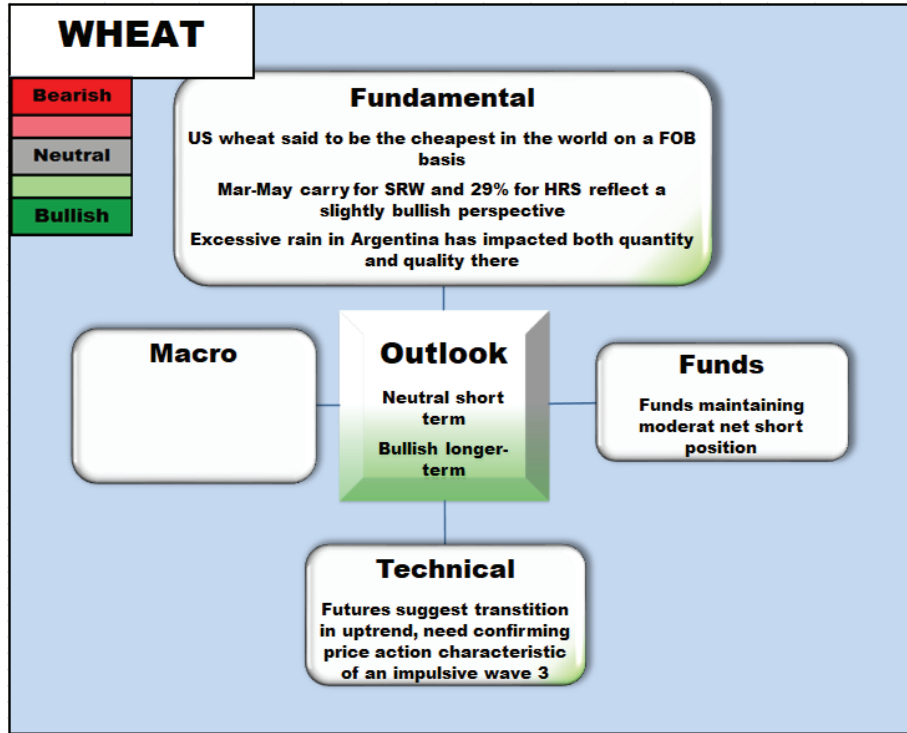 WHEAT
Bearish
Neutral
Bullish
Fundamental
US wheat said to be the cheapest in the world on a FOB
basis
Mar-May carry for SRW and 29% for HRS reflect a
slightly bullish perspective
Excessive rain in Argentina has impacted both quantity
and quality there
Macro
Outlook
Neutral short
term
Bullish longer-
term
Funds
Funds maintaining
moderat net short
position
Technical
Futures suggest transtition
in uptrend, need confirming
price action characteristic
of an impulsive wave 3